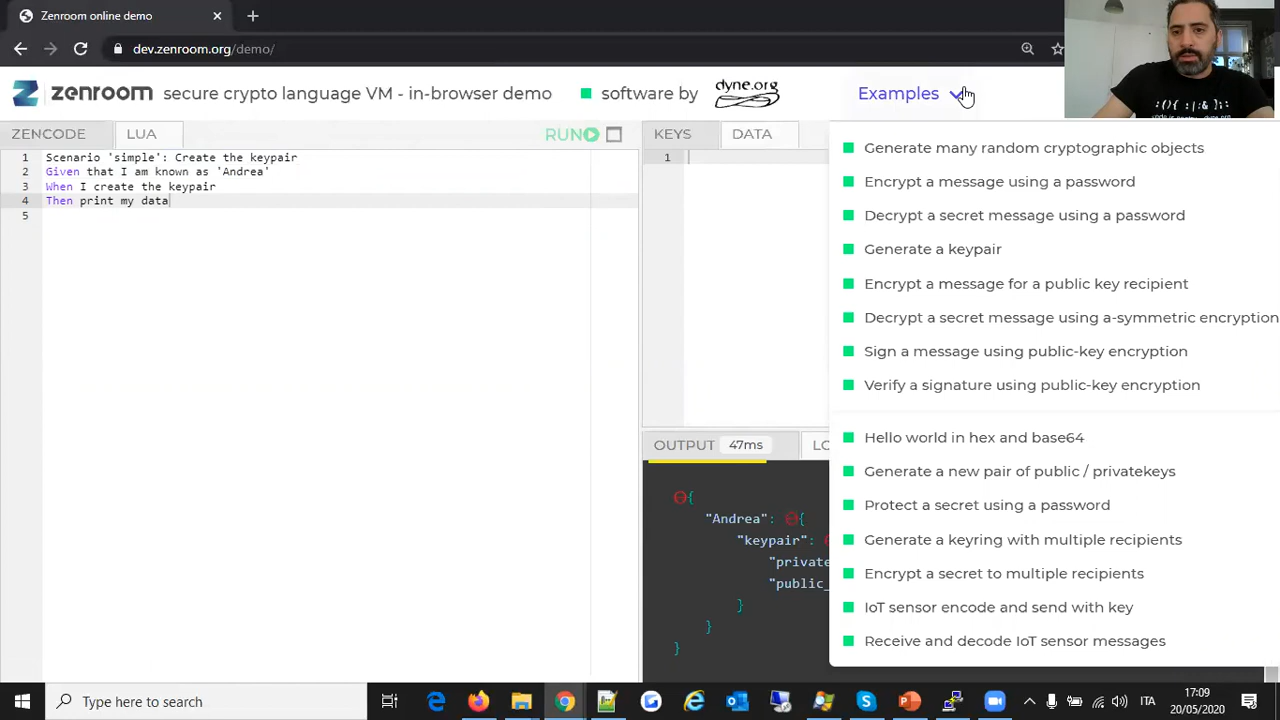 Zenroom online demo
dev.zenroom.org/demo/
zenroom secure crypto language VM - in-browser demo software by dyne.org Examples
ZENCODE LUA RUN KEYS DATA
1 Scenario 'simple': Create the keypair
2 Given that I am known as 'Andrea'
3 When I create the keypair
4 Then print my data
5
1
Generate many random cryptographic objects
Encrypt a message using a password
Decrypt a secret message using a password
Generate a keypair
Encrypt a message for a public key recipient
Decrypt a secret message using a-symmetric encryption
Sign a message using public-key encryption
Verify a signature using public-key encryption
Hello world in hex and base64
Generate a new pair of public / privatekeys
Protect a secret using a password
Generate a keyring with multiple recipients
Encrypt a secret to multiple recipients
IoT sensor encode and send with key
Receive and decode IoT sensor messages
OUTPUT 47ms
{
"Andrea": {
"keypair":
"private
"public_
}
}
}
Type here to search
ITA
17:09
20/05/2020